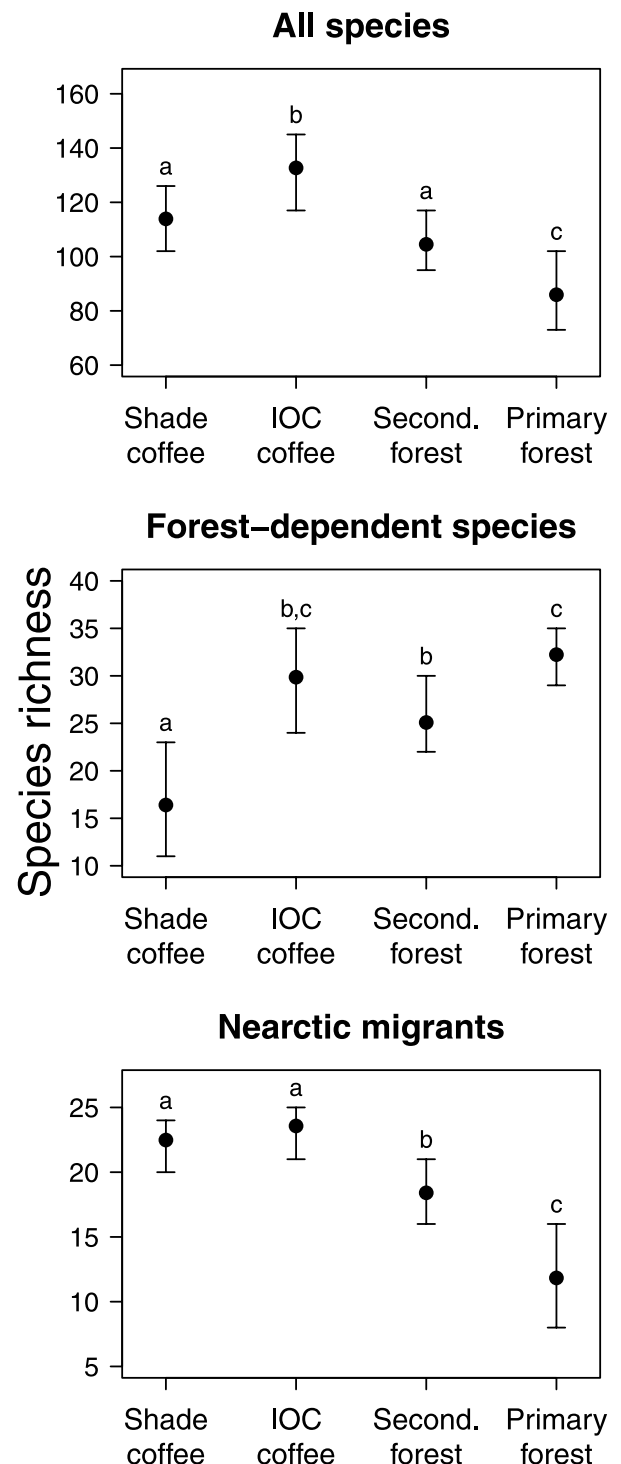 All species
160
140
120
100
80
60
a
b
a
c
Shade
coffee
IOC
coffee
Second.
forest
Primary
forest
Species richness
Forest–dependent species
40
35
30
25
20
15
10
a
b,c
b
c
Shade
coffee
IOC
coffee
Second.
forest
Primary
forest
Nearctic migrants
25
20
15
10
5
a
a
b
c
Shade
coffee
IOC
coffee
Second.
forest
Primary
forest